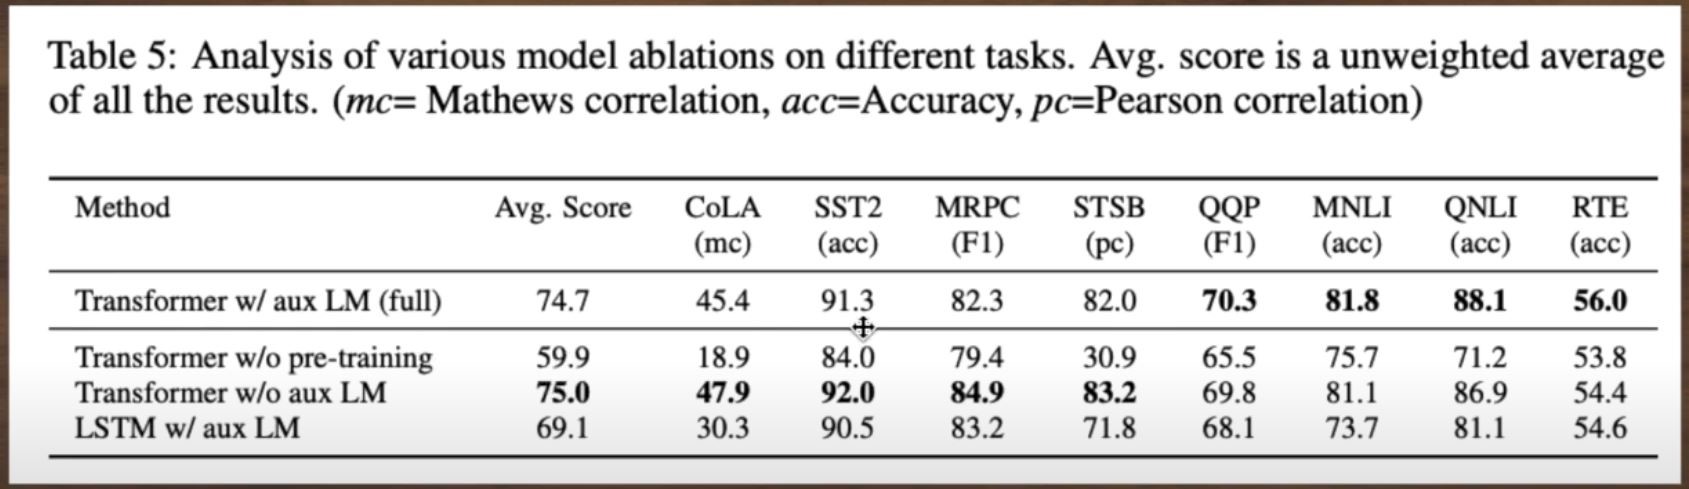 Table 5: Analysis of various model ablations on different tasks. Avg. score is a unweighted average
of all the results. (mc= Mathews correlation, acc=Accuracy, pc=Pearson correlation)
Method Avg. Score CoLA SST2 MRPC STSB QQP MNLI QNLI RTE
(mc) (acc) (F1) (pc) (F1) (acc) (acc) (acc)
Transformer w/ aux LM (full) 74.7 45.4 91.3 82.3 82.0 70.3 81.8 88.1 56.0
Transformer w/o pre-training 59.9 18.9 84.0 79.4 30.9 65.5 75.7 71.2 53.8
Transformer w/o aux LM 75.0 47.9 92.0 84.9 83.2 69.8 81.1 86.9 54.4
LSTM w/ aux LM 69.1 30.3 90.5 83.2 71.8 68.1 73.7 81.1 54.6